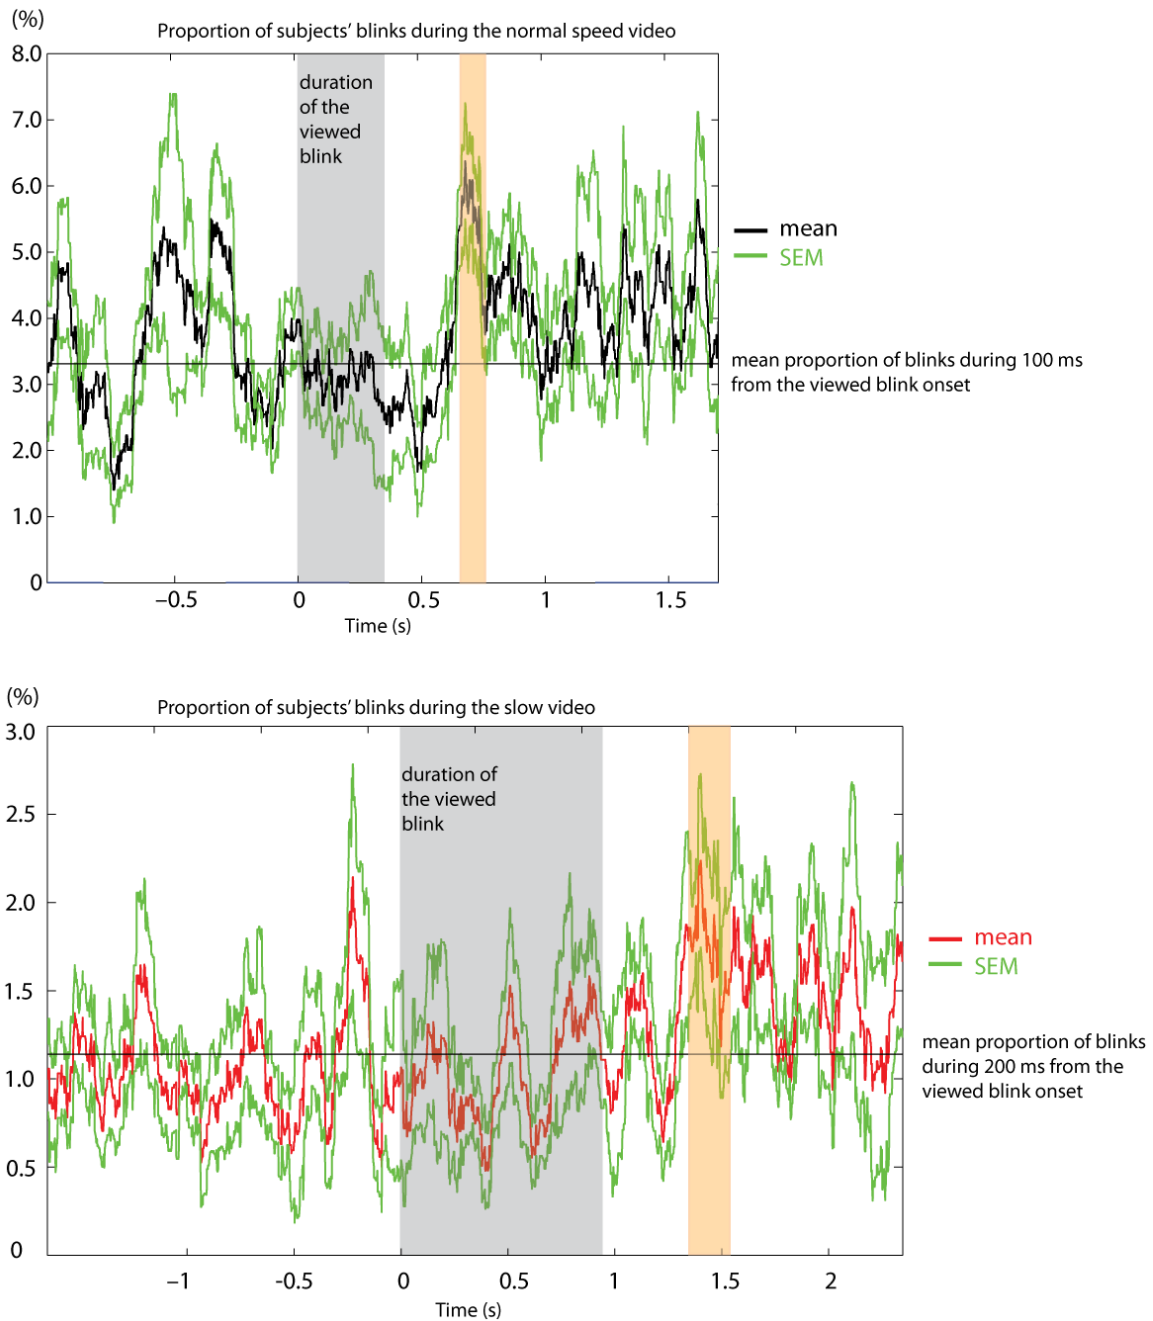 (%)
Proportion of subjects' blinks during the normal speed video
8.0
7.0
6.0
5.0
4.0
3.0
2.0
1.0
0
duration
of the
viewed
blink
mean
SEM
mean proportion of blinks during 100 ms
from the viewed blink onset
–0.5
0
0.5
1
1.5
Time (s)
(%)
Proportion of subjects' blinks during the slow video
3.0
2.5
2.0
1.5
1.0
0.5
0
duration of
the viewed
blink
mean
SEM
mean proportion of blinks
during 200 ms from the
viewed blink onset
–1
-0.5
0
0.5
1
1.5
2
Time (s)